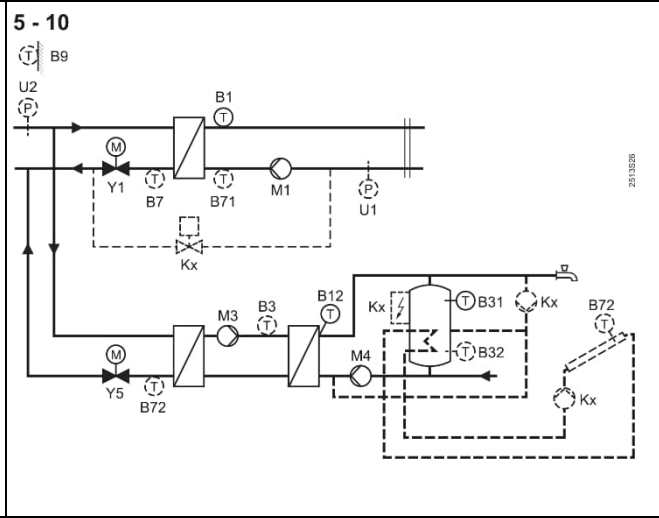 5 - 10
T B9
U2
P
B1
T
M
Y1
T
B7
T
B71
M1
P
U1
2513S26
Kx
M3
B3
T
B12
T
Kx
T B31
T B32
Kx
B72
T
M
Y5
T
B72
M4
Kx